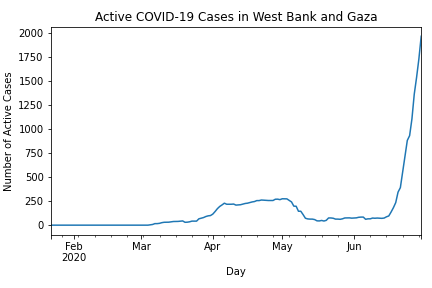 Active COVID-19 Cases in West Bank and Gaza
Number of Active Cases
2000
1750
1500
1250
1000
750
500
250
0
Feb Mar Apr May Jun
2020
Day